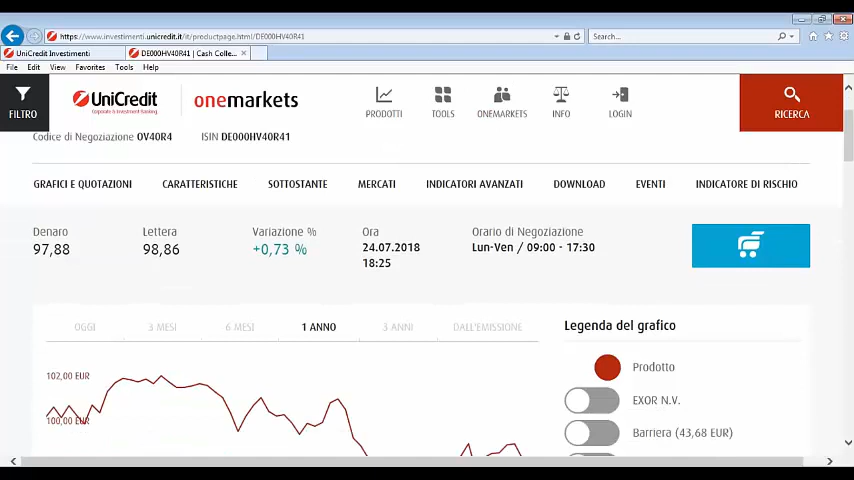 https://www.investimenti.unicredit.it/it/productpage.html/DE000HV40R41
Search...
UniCredit Investimenti
DE000HV40R41 | Cash Colle...
File Edit View Favorites Tools Help
FILTRO
UniCredit
Corporate & Investment Banking
onemarkets
PRODOTTI
TOOLS
ONEMARKETS
INFO
LOGIN
RICERCA
Codice di Negoziazione OV40R4
ISIN DE000HV40R41
GRAFICI E QUOTAZIONI
CARATTERISTICHE
SOTTOSTANTE
MERCATI
INDICATORI AVANZATI
DOWNLOAD
EVENTI
INDICATORE DI RISCHIO
Denaro
97,88
Lettera
98,86
Variazione %
+0,73 %
Ora
24.07.2018
18:25
Orario di Negoziazione
Lun-Ven / 09:00 - 17:30
OGGI
3 MESI
6 MESI
1 ANNO
3 ANNI
DALL'EMISSIONE
102,00 EUR
100,00 EUR
Legenda del grafico
Prodotto
EXOR N.V.
Barriera (43,68 EUR)